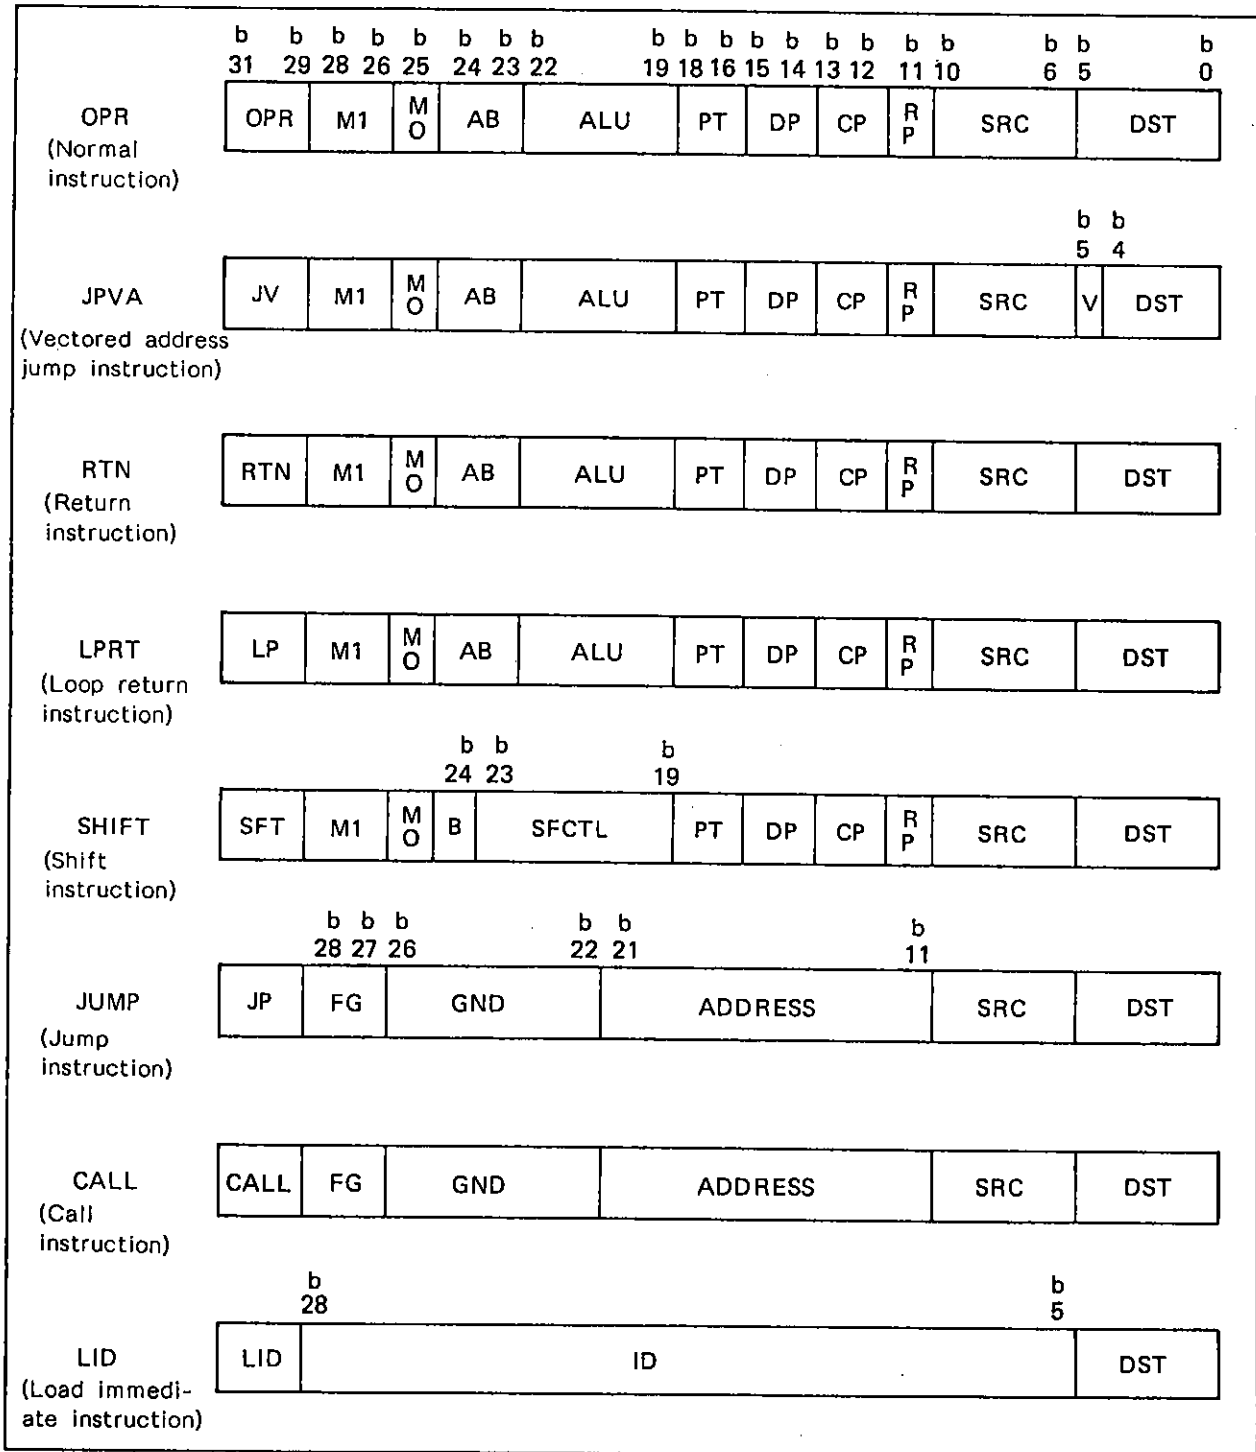 b b b b b b b b b b b b b b b b b b b b
31 29 28 26 25 24 23 22 19 18 16 15 14 13 12 11 10 6 5 0
OPR
(Normal
instruction)
OPR M1 M
O AB ALU PT DP CP R
P SRC DST
b b
5 4
JPVA
(Vectored address
jump instruction)
JV M1 M
O AB ALU PT DP CP R
P SRC V DST
RTN
(Return
instruction)
RTN M1 M
O AB ALU PT DP CP R
P SRC DST
LPRT
(Loop return
instruction)
LP M1 M
O AB ALU PT DP CP R
P SRC DST
b b b
24 23 19
SHIFT
(Shift
instruction)
SFT M1 M
O B SFCTL PT DP CP R
P SRC DST
b b b b b b
28 27 26 22 21 11
JUMP
(Jump
instruction)
JP FG GND ADDRESS SRC DST
CALL
(Call
instruction)
CALL FG GND ADDRESS SRC DST
b b
28 5
LID
(Load immedi-
ate instruction)
LID ID DST